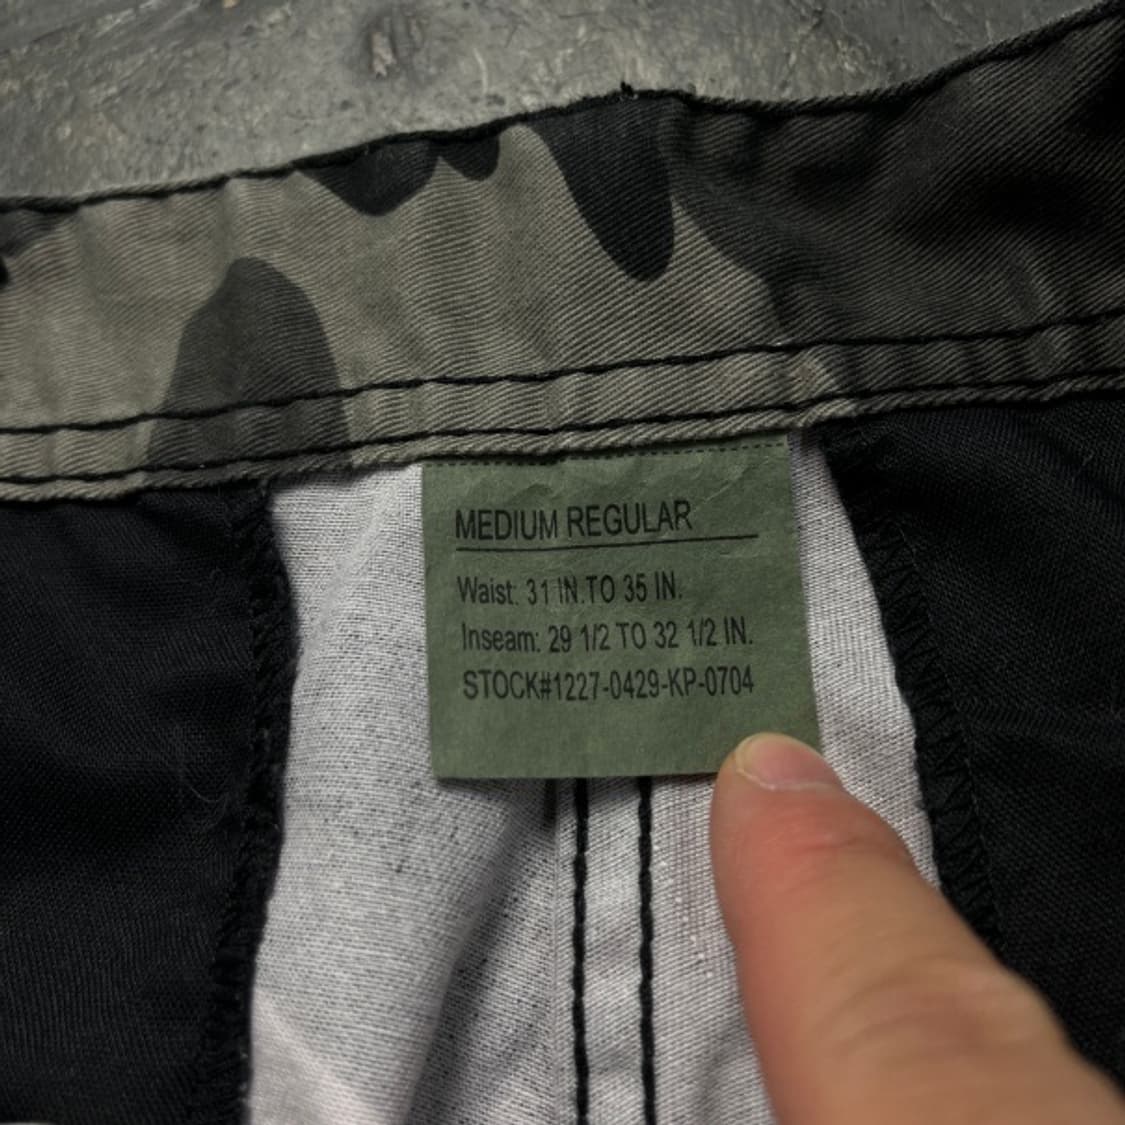 MEDIUM REGULAR
Waist: 31 IN.TO 35 IN.
Inseam: 29 1/2 TO 32 1/2 IN.
STOCK#1227-0429-KP-0704